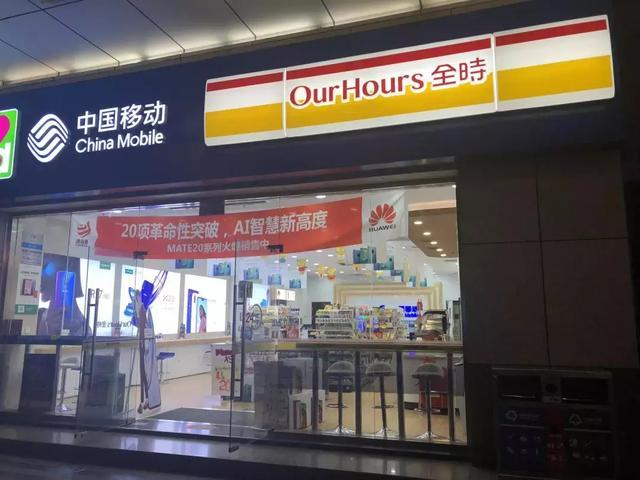 中国移动
China Mobile
OurHours 全時
20项革命性突破，AI智慧新高度
MATE20系列火爆销售中
HUAWEI
X23